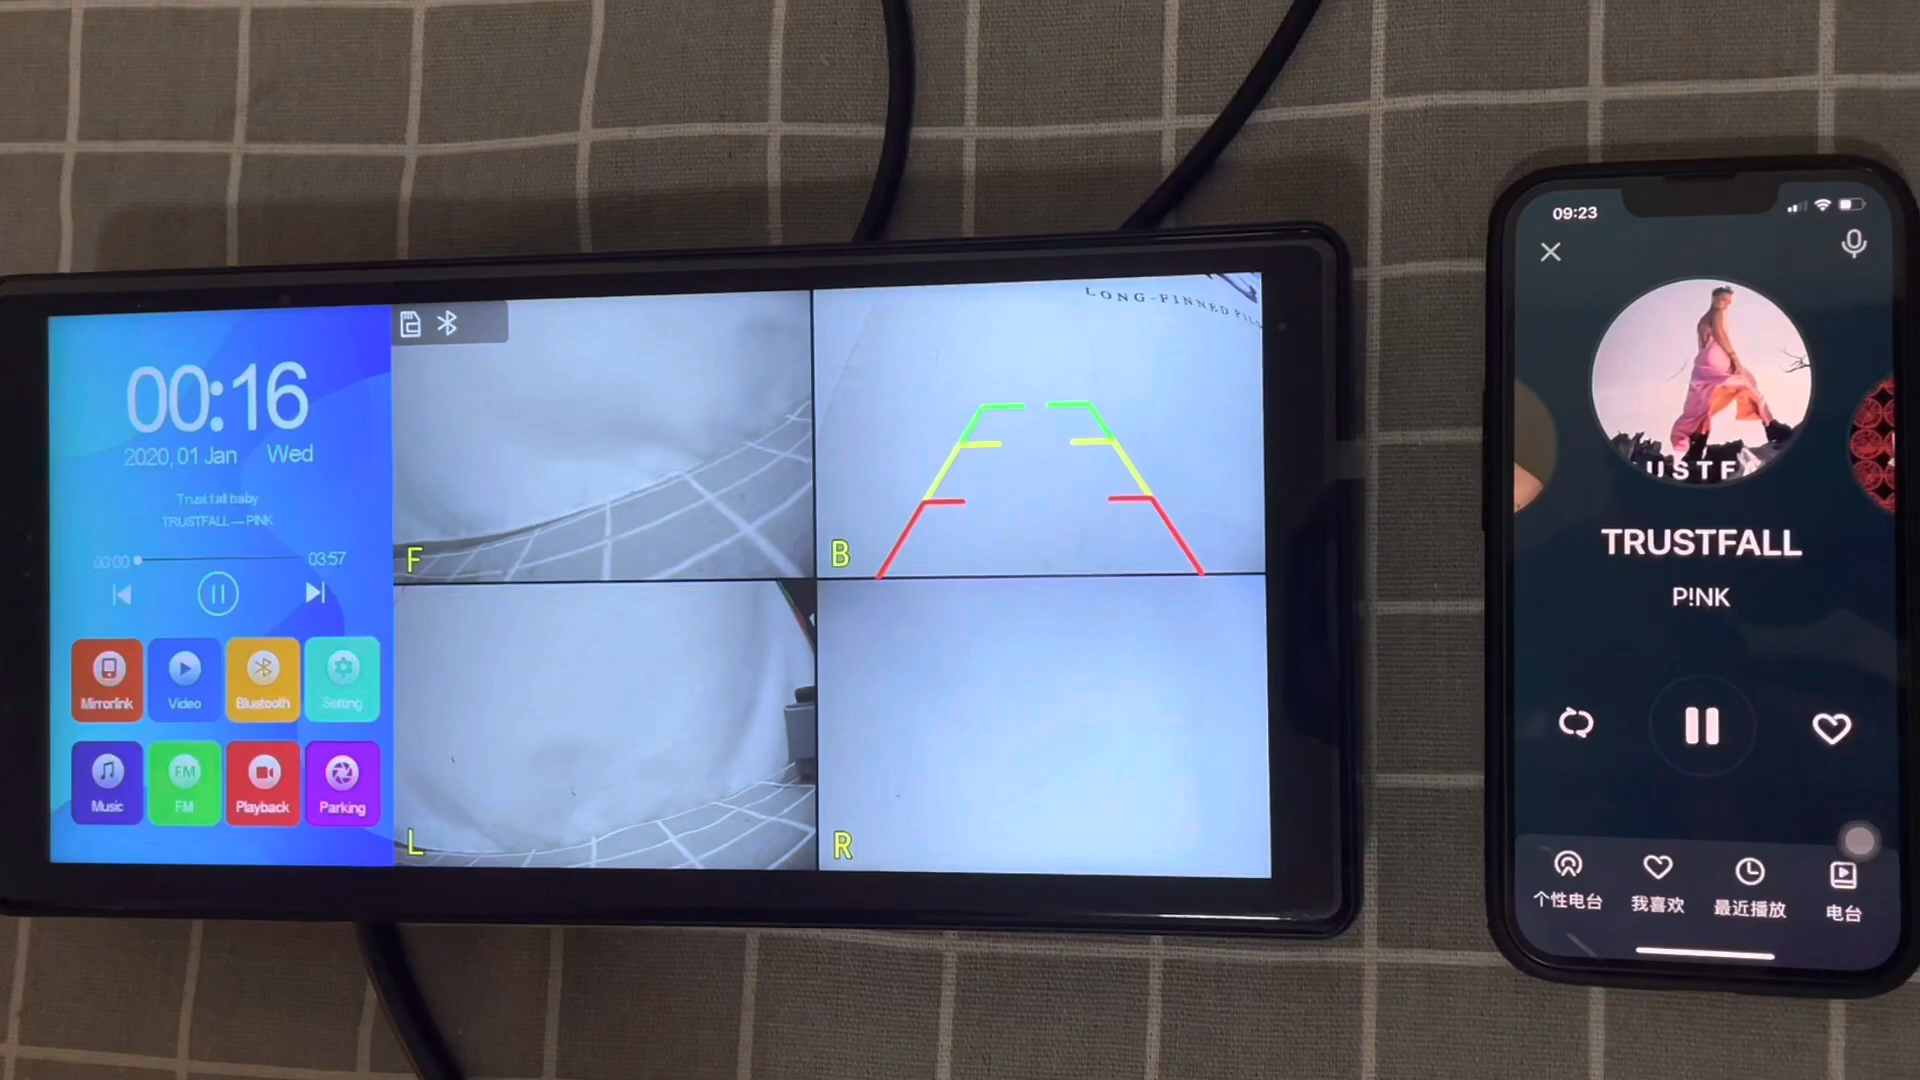 00:16
2020, 01 Jan Wed
Trust fall baby
TRUSTFALL — P!NK
00:00 03:57
Mirrorlink Video Bluetooth Setting
Music FM Playback Parking
FM
F
LONG-FINNED
B
L
R
09:23
USTF
TRUSTFALL
P!NK
个性电台 我喜欢 最近播放 电台